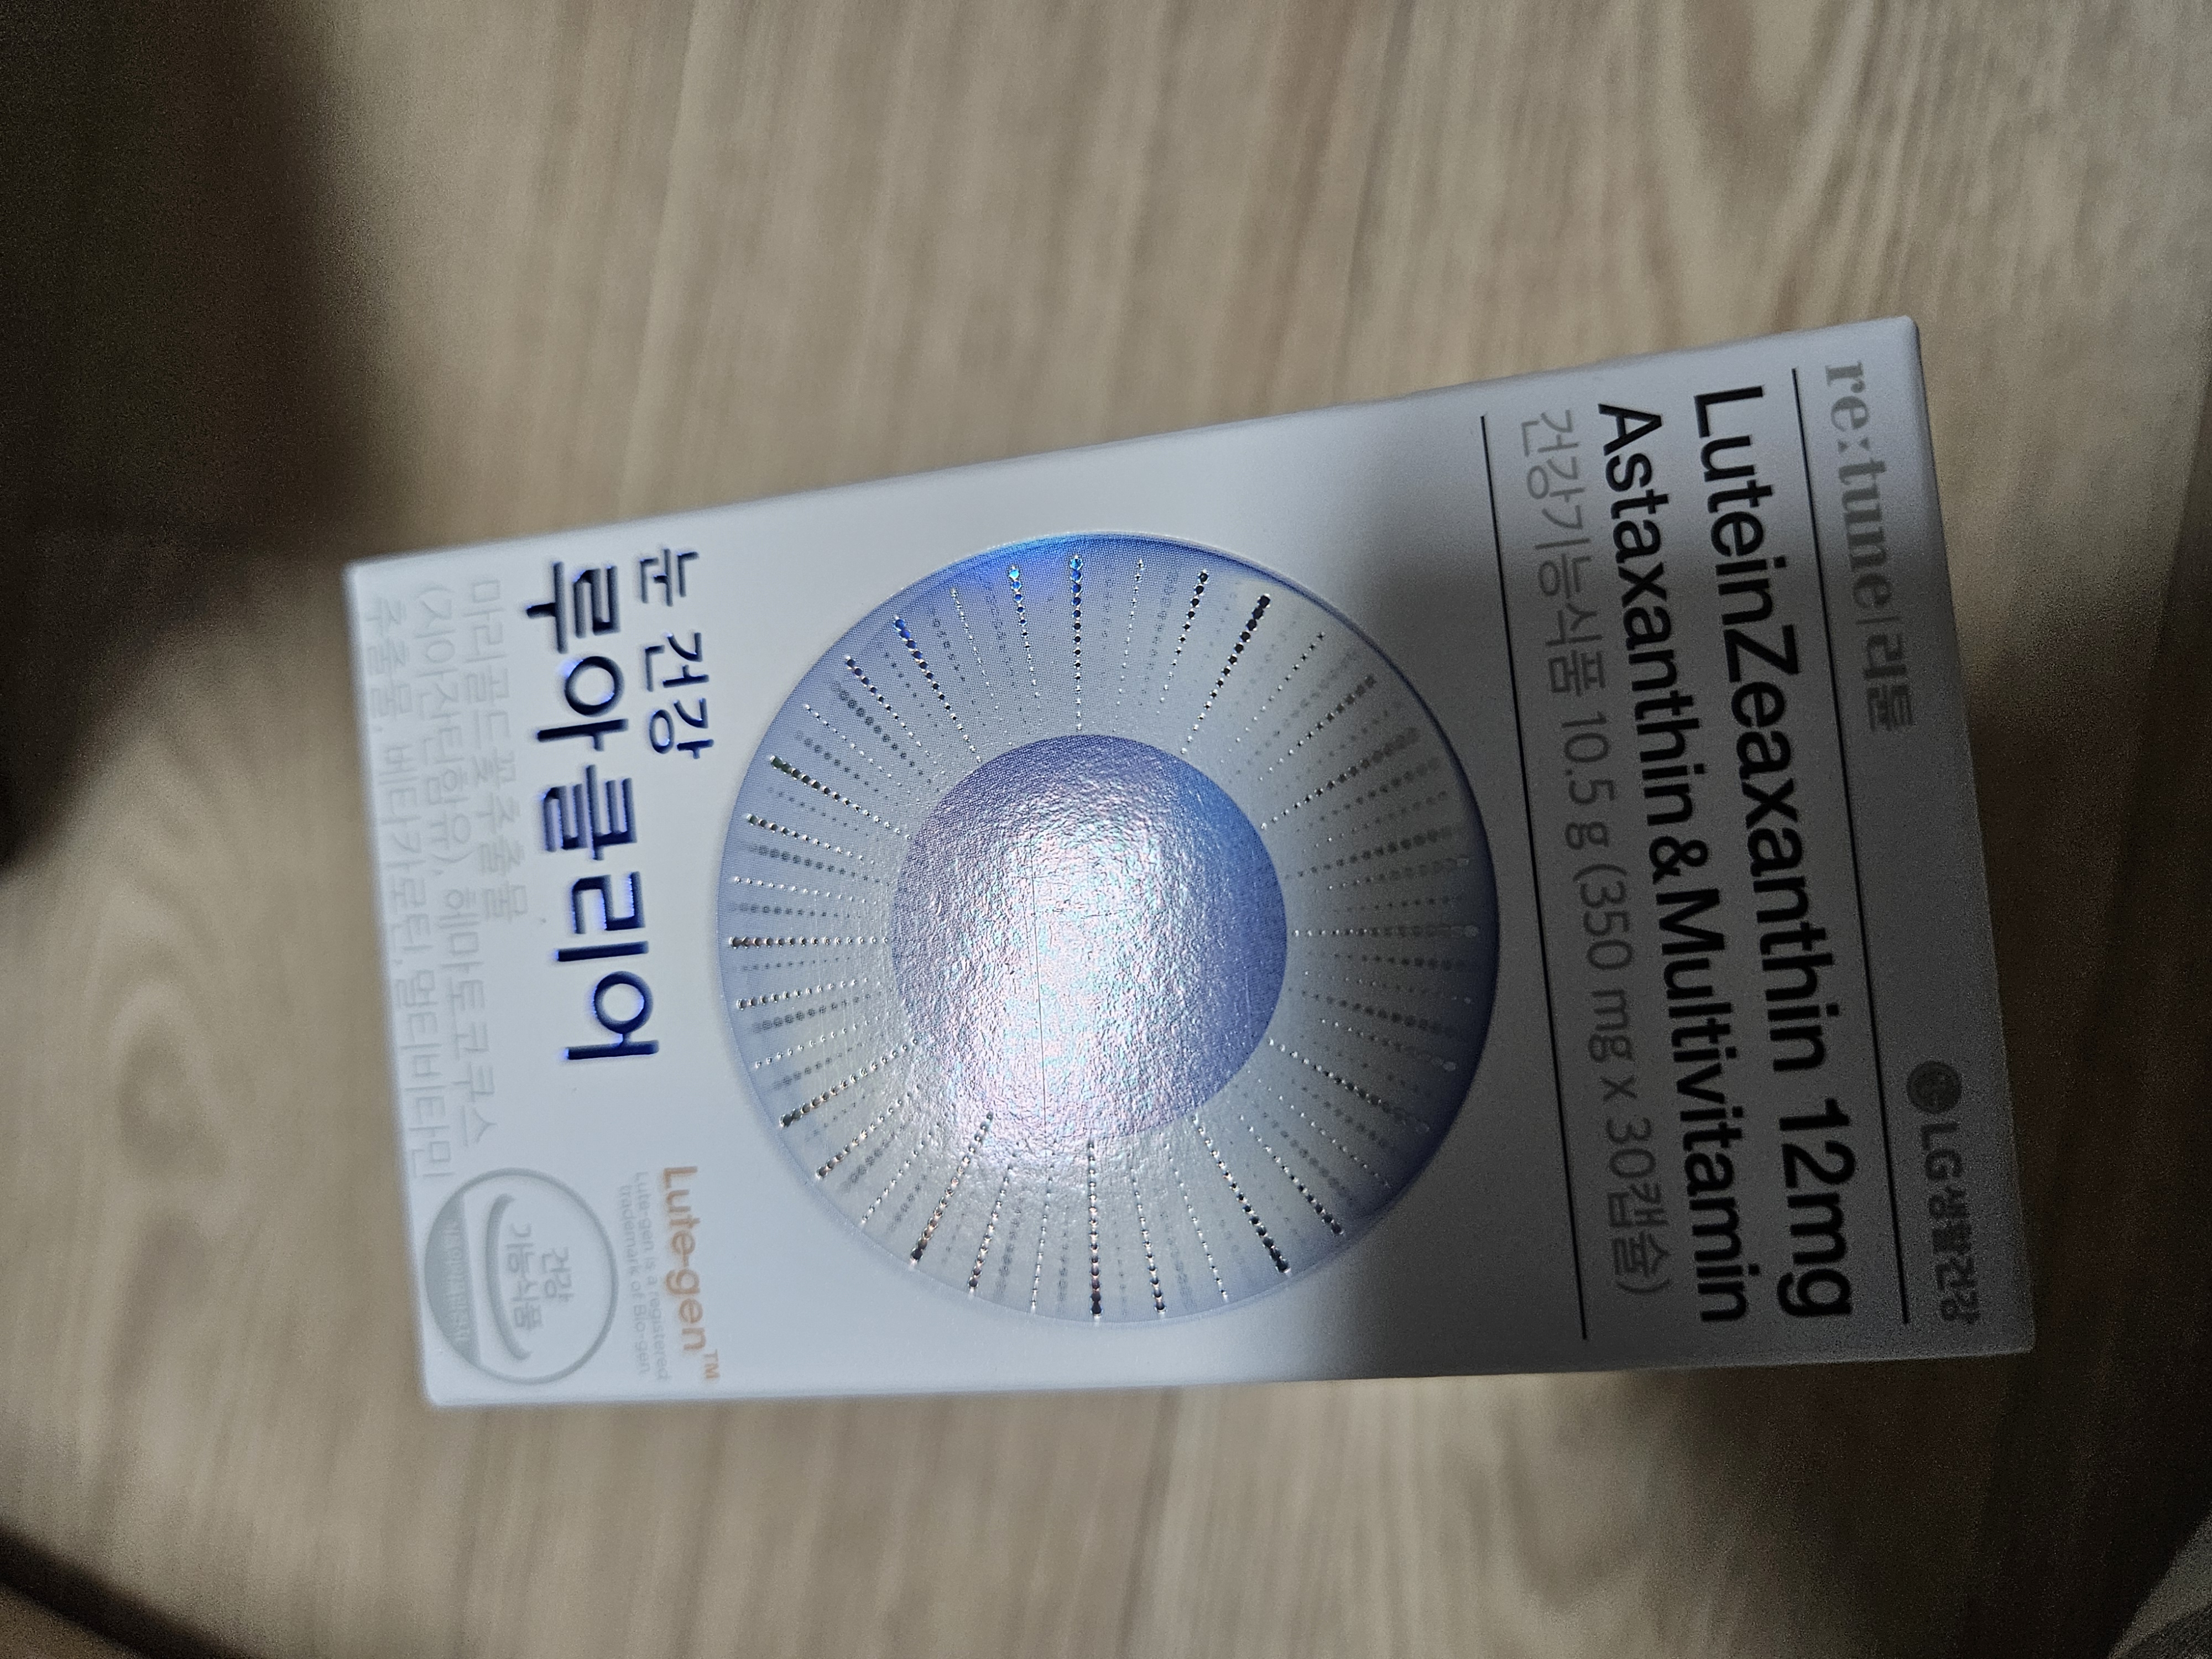 re:tune | 리튠
LG생활건강
LuteinZeaxanthin 12mg
Astaxanthin&Multivitamin
건강기능식품 10.5 g (350 mg x 30캡슐)
Lute-gen™
Lute-gen is a registered
trademark of Bio-gen
눈 건강
루아클리어
마리골드꽃추출물
(지아잔틴함유), 헤마토코쿠스
추출물, 베타카로틴, 멀티비타민
건강
기능식품